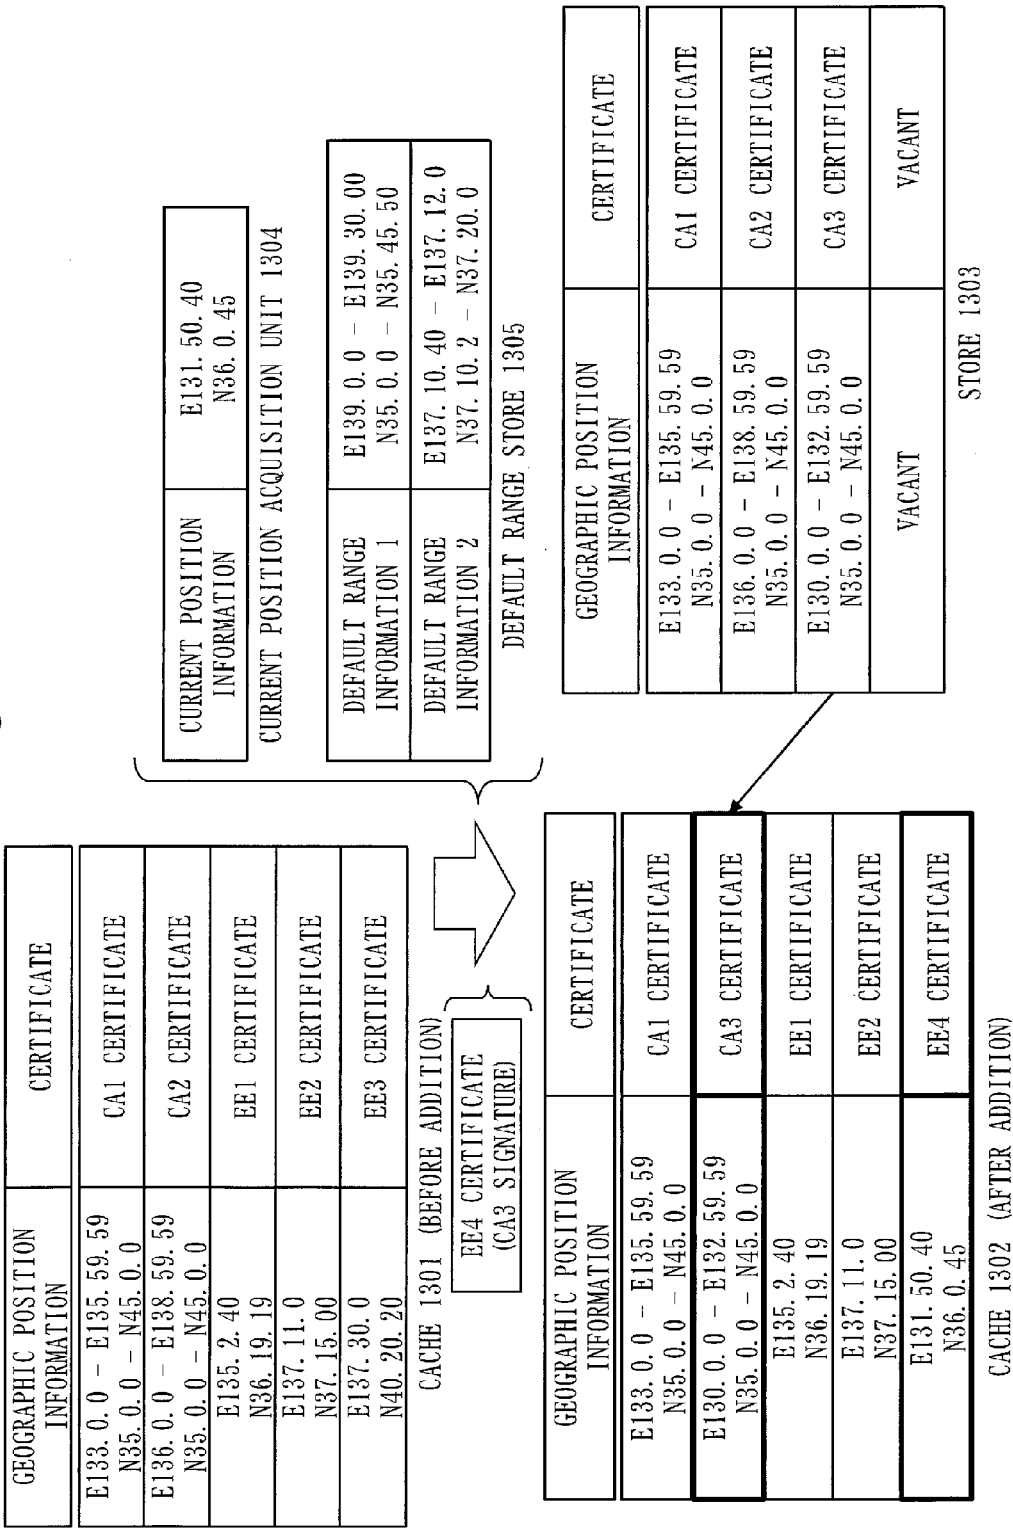 GEOGRAPHIC POSITION
INFORMATION
CERTIFICATE
E133. 0. 0 - E135. 59. 59
N35. 0. 0 - N45. 0. 0
CA1 CERTIFICATE
E136. 0. 0 - E138. 59. 59
N35. 0. 0 - N45. 0. 0
CA2 CERTIFICATE
E135. 2. 40
N36. 19. 19
EE1 CERTIFICATE
E137. 11. 0
N37. 15. 00
EE2 CERTIFICATE
E137. 30. 0
N40. 20. 20
EE3 CERTIFICATE
CACHE 1301 (BEFORE ADDITION)
EE4 CERTIFICATE
(CA3 SIGNATURE)
CURRENT POSITION
INFORMATION
E131. 50. 40
N36. 0. 45
CURRENT POSITION ACQUISITION UNIT 1304
DEFAULT RANGE
INFORMATION 1
E139. 0. 0 - E139. 30. 00
N35. 0. 0 - N35. 45. 50
DEFAULT RANGE
INFORMATION 2
E137. 10. 40 - E137. 12. 0
N37. 10. 2 - N37. 20. 0
DEFAULT RANGE STORE 1305
GEOGRAPHIC POSITION
INFORMATION
CERTIFICATE
E133. 0. 0 - E135. 59. 59
N35. 0. 0 - N45. 0. 0
CA1 CERTIFICATE
E130. 0. 0 - E132. 59. 59
N35. 0. 0 - N45. 0. 0
CA3 CERTIFICATE
E135. 2. 40
N36. 19. 19
EE1 CERTIFICATE
E137. 11. 0
N37. 15. 00
EE2 CERTIFICATE
E131. 50. 40
N36. 0. 45
EE4 CERTIFICATE
CACHE 1302 (AFTER ADDITION)
GEOGRAPHIC POSITION
INFORMATION
CERTIFICATE
E133. 0. 0 - E135. 59. 59
N35. 0. 0 - N45. 0. 0
CA1 CERTIFICATE
E136. 0. 0 - E138. 59. 59
N35. 0. 0 - N45. 0. 0
CA2 CERTIFICATE
E130. 0. 0 - E132. 59. 59
N35. 0. 0 - N45. 0. 0
CA3 CERTIFICATE
VACANT
VACANT
STORE 1303